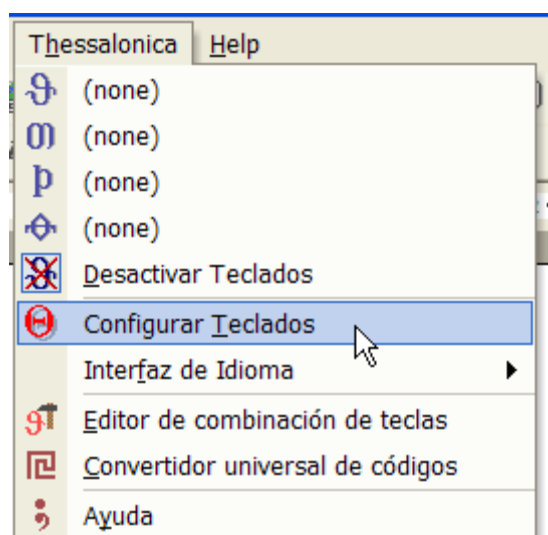 Thessalonica Help
(none)
(none)
(none)
(none)
Desactivar Teclados
Configurar Teclados
Interfaz de Idioma
Editor de combinación de teclas
Convertidor universal de códigos
Ayuda